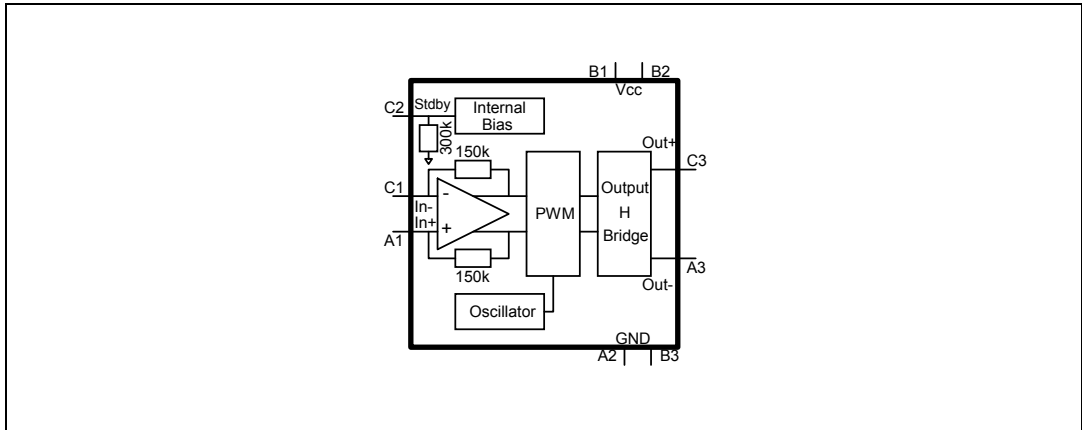 B1 B2
Vcc
C2 Stdby Internal
Bias
300k
150k
Out+
C3
C1
In-
In+
A1
-
+
PWM
Output
H
Bridge
150k
A3
Out-
Oscillator
GND
A2 B3